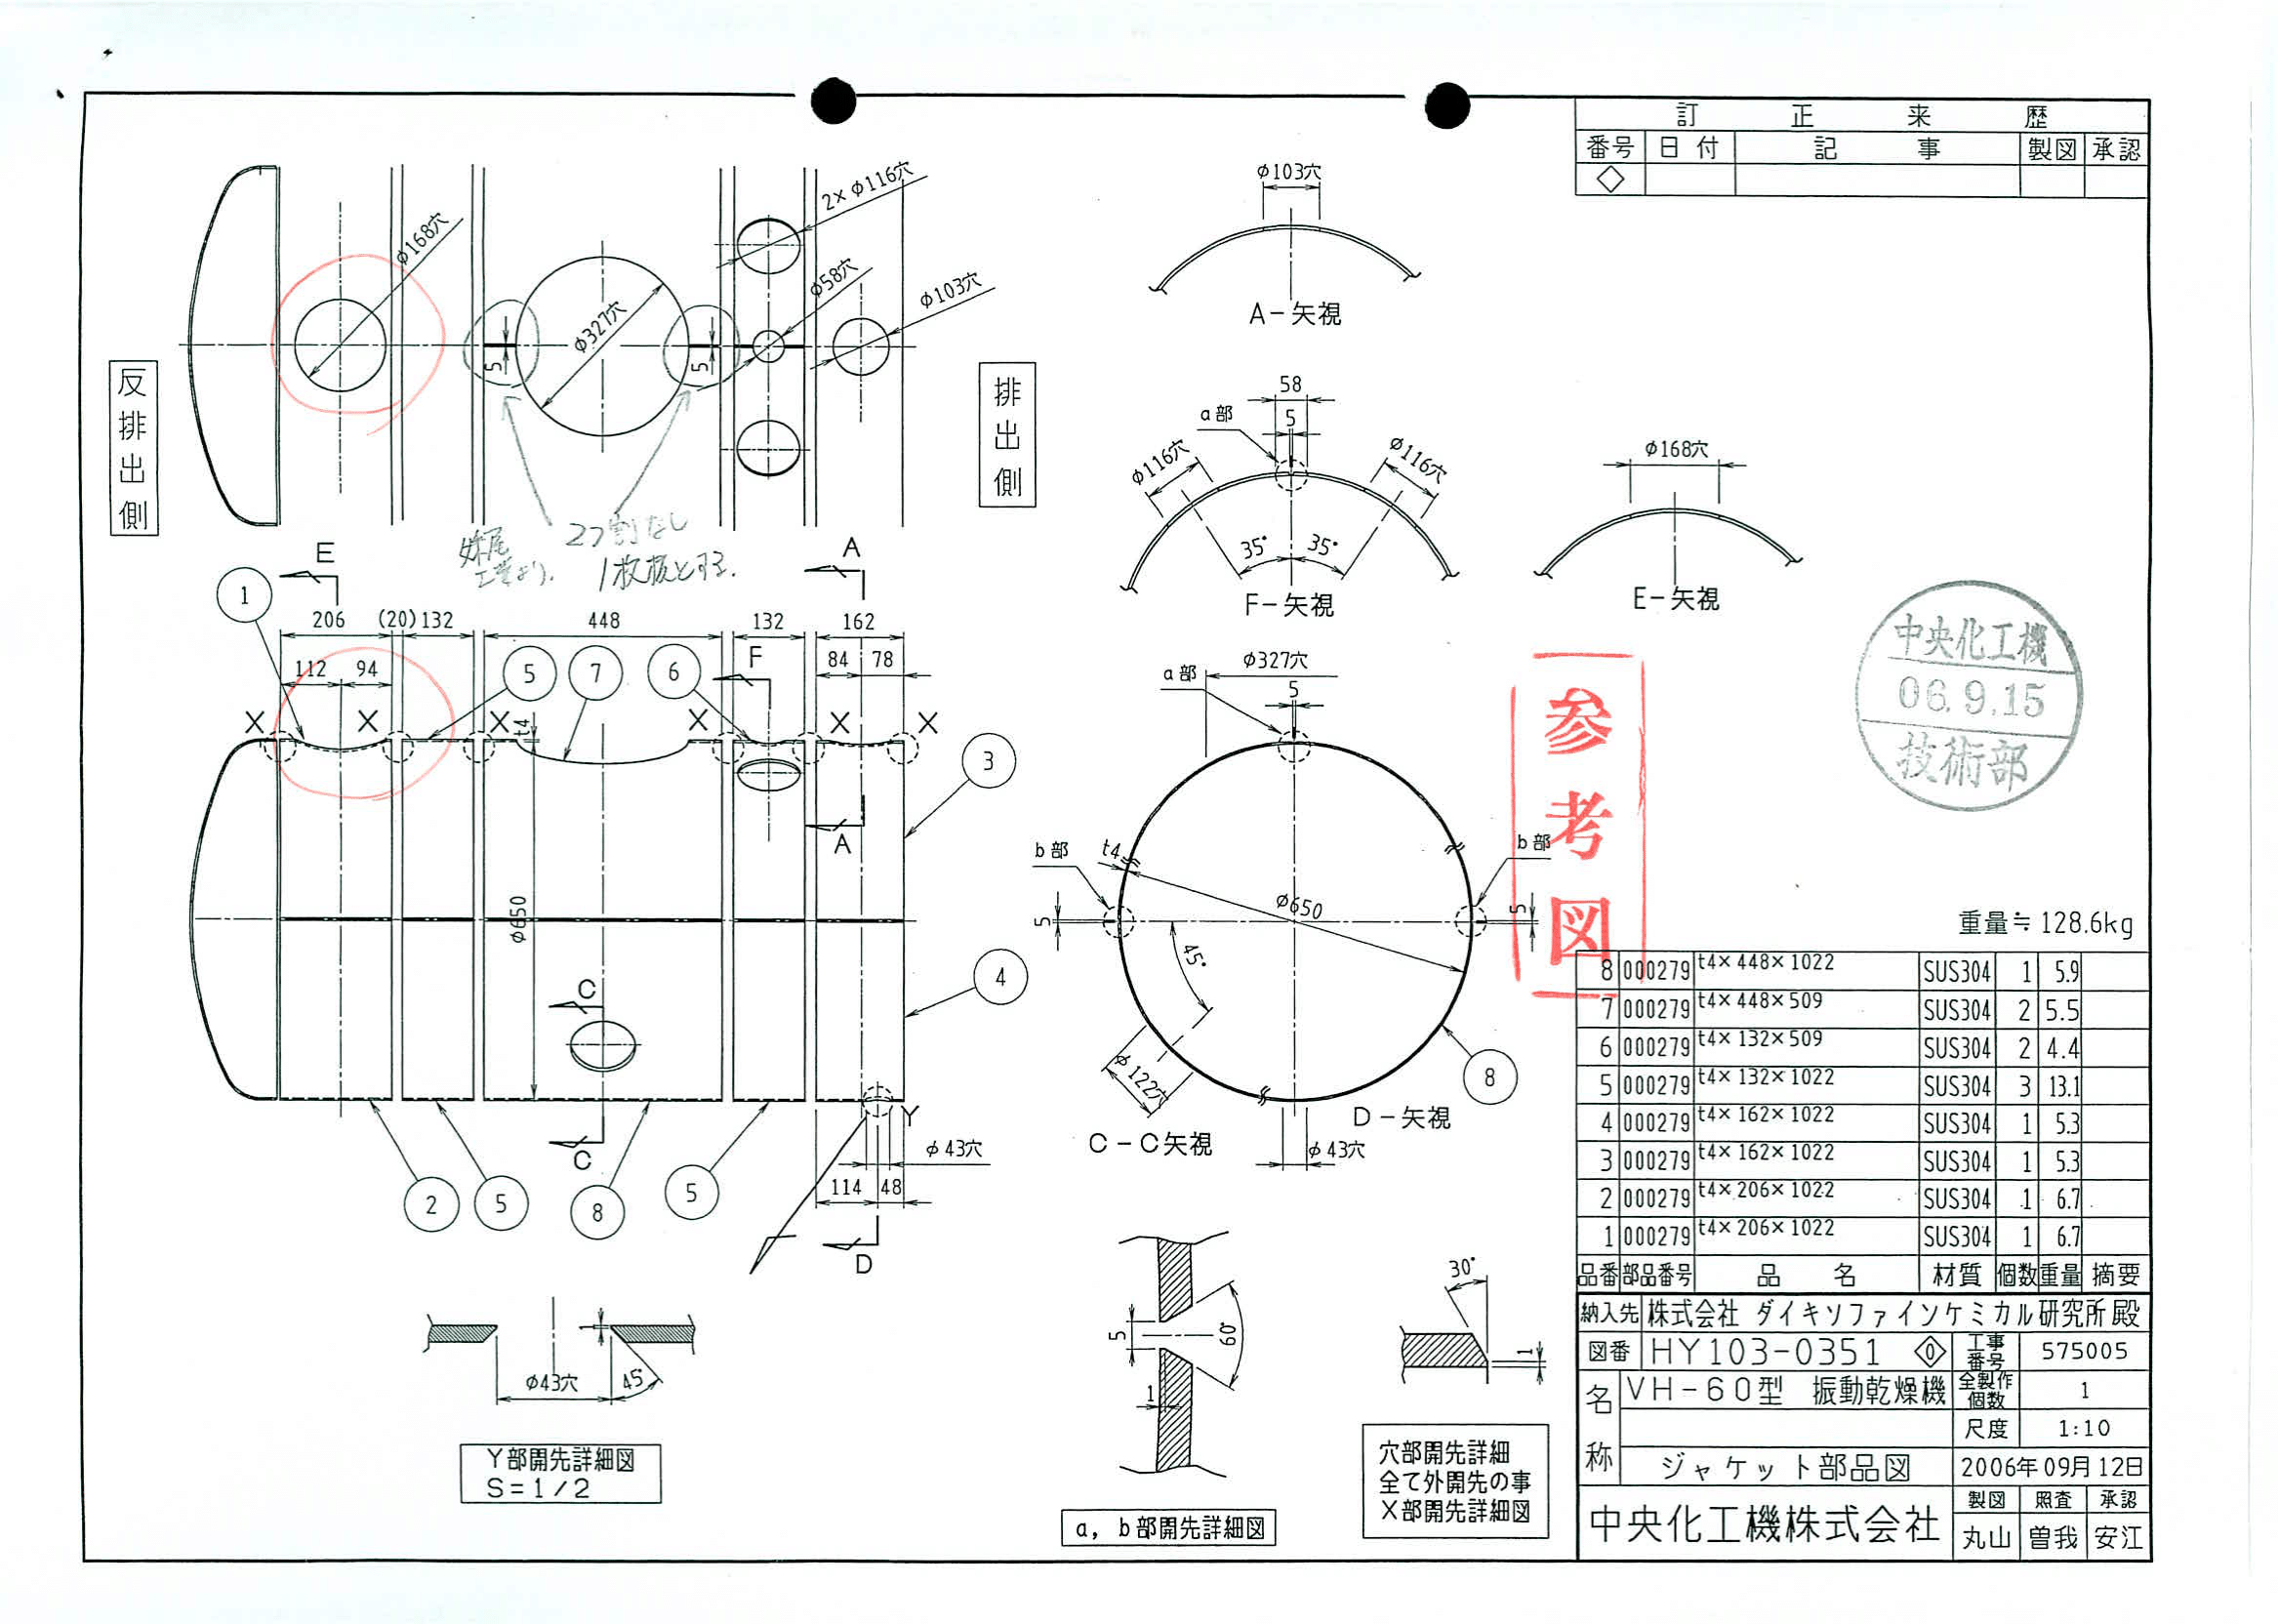 訂正来歴
番号 日付 記事 製図 承認
φ168穴
2×φ116穴
φ58穴
φ103穴
φ327穴
5
5
反排出側
排出側
2つ割なし
1枚板とする.
φ103穴
A-矢視
58
5
a部
φ116穴
φ116穴
35°
35°
F-矢視
φ168穴
E-矢視
中央化工機
06.9.15
技術部
参考図
E
A
1
206 (20) 132 448 132 162
112 94
84 78
5
7
6
F
X X X X X X
t4
3
A
φ650
C
4
C
Y
φ43穴
114 48
2
5
8
5
D
φ327穴
a部
5
b部
b部
t4
φ650
5
5
45°
φ122穴
8
C-C矢視
D-矢視
φ43穴
重量≒128.6kg
8 000279 t4×448×1022 SUS304 1 5.9
7 000279 t4×448×509 SUS304 2 5.5
6 000279 t4×132×509 SUS304 2 4.4
5 000279 t4×132×1022 SUS304 3 13.1
4 000279 t4×162×1022 SUS304 1 5.3
3 000279 t4×162×1022 SUS304 1 5.3
2 000279 t4×206×1022 SUS304 1 6.7
1 000279 t4×206×1022 SUS304 1 6.7
品番 部品番号 品名 材質 個数 重量 摘要
納入先 株式会社 ダイキソファインケミカル研究所殿
図番 HY103-0351 0 工事番号 575005
名称 VH-60型 振動乾燥機 全製作個数 1
尺度 1:10
ジャケット部品図 2006年09月12日
中央化工機株式会社
製図 照査 承認
丸山 曽我 安江
1
φ43穴
45°
Y部開先詳細図
S=1/2
5
60°
1
a, b部開先詳細図
30°
1
穴部開先詳細
全て外開先の事
X部開先詳細図